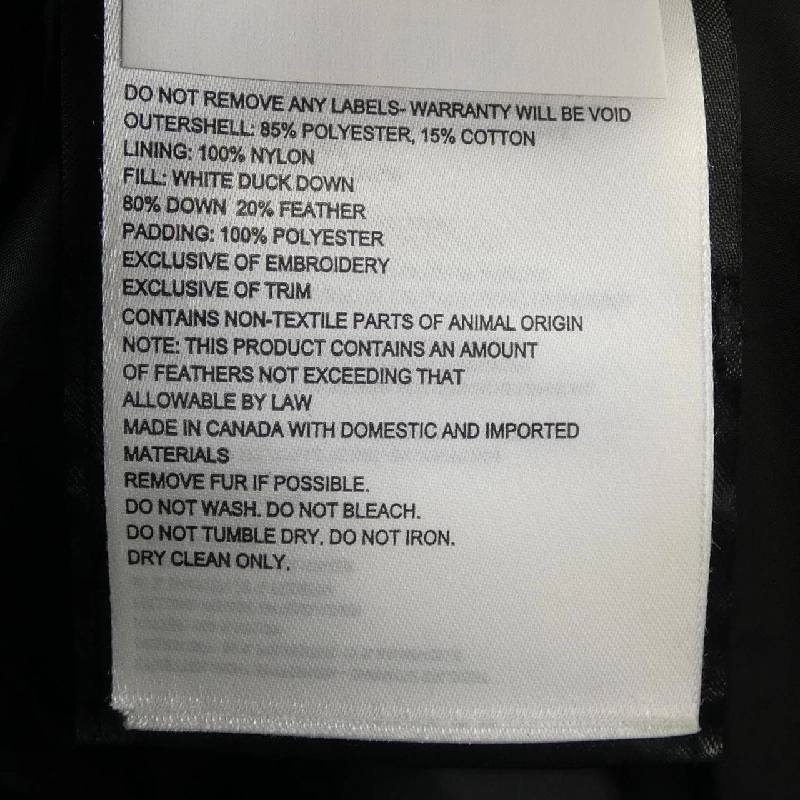 DO NOT REMOVE ANY LABELS- WARRANTY WILL BE VOID
OUTERSHELL: 85% POLYESTER, 15% COTTON
LINING: 100% NYLON
FILL: WHITE DUCK DOWN
80% DOWN 20% FEATHER
PADDING: 100% POLYESTER
EXCLUSIVE OF EMBROIDERY
EXCLUSIVE OF TRIM
CONTAINS NON-TEXTILE PARTS OF ANIMAL ORIGIN
NOTE: THIS PRODUCT CONTAINS AN AMOUNT
OF FEATHERS NOT EXCEEDING THAT
ALLOWABLE BY LAW
MADE IN CANADA WITH DOMESTIC AND IMPORTED
MATERIALS
REMOVE FUR IF POSSIBLE.
DO NOT WASH. DO NOT BLEACH.
DO NOT TUMBLE DRY. DO NOT IRON.
DRY CLEAN ONLY.